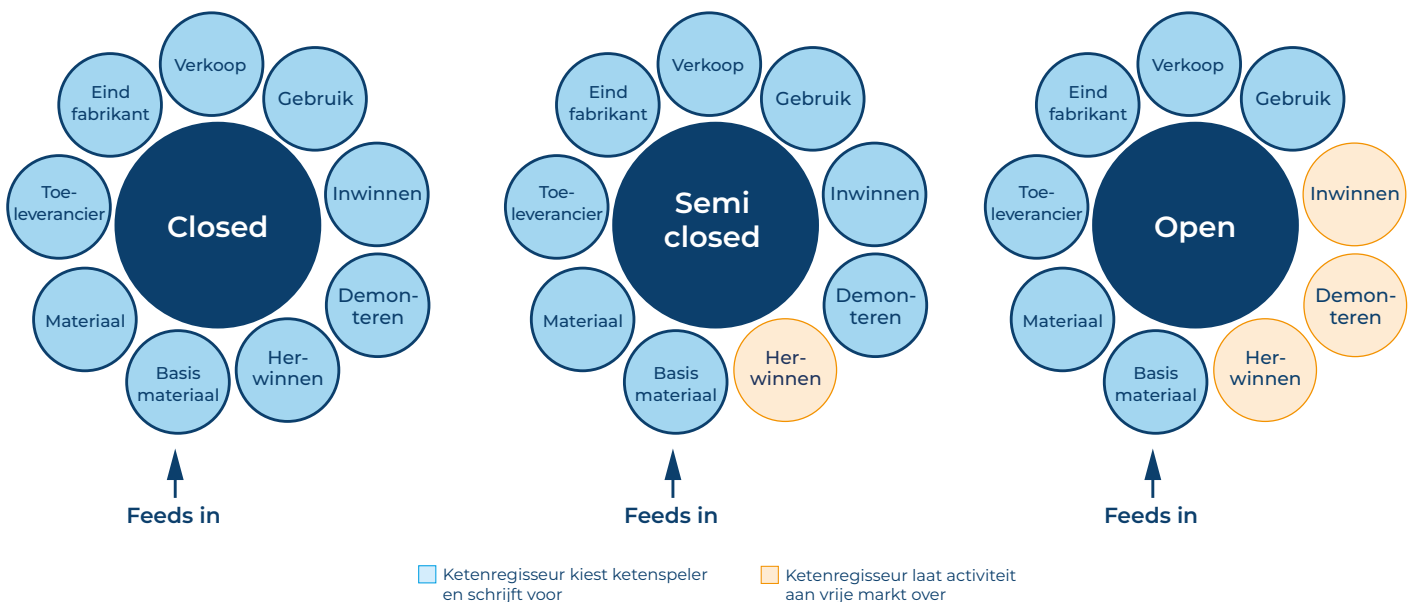 Verkoop
Eind
fabrikant
Gebruik
Toe-
leverancier
Closed
Inwinnen
Materiaal
Demon-
teren
Basis
materiaal
Her-
winnen
Feeds in
Verkoop
Eind
fabrikant
Gebruik
Toe-
leverancier
Semi
closed
Inwinnen
Materiaal
Demon-
teren
Basis
materiaal
Her-
winnen
Feeds in
Verkoop
Eind
fabrikant
Gebruik
Toe-
leverancier
Open
Inwinnen
Materiaal
Demon-
teren
Basis
materiaal
Her-
winnen
Feeds in
Ketenregisseur kiest ketenspeler
en schrijft voor
Ketenregisseur laat activiteit
aan vrije markt over